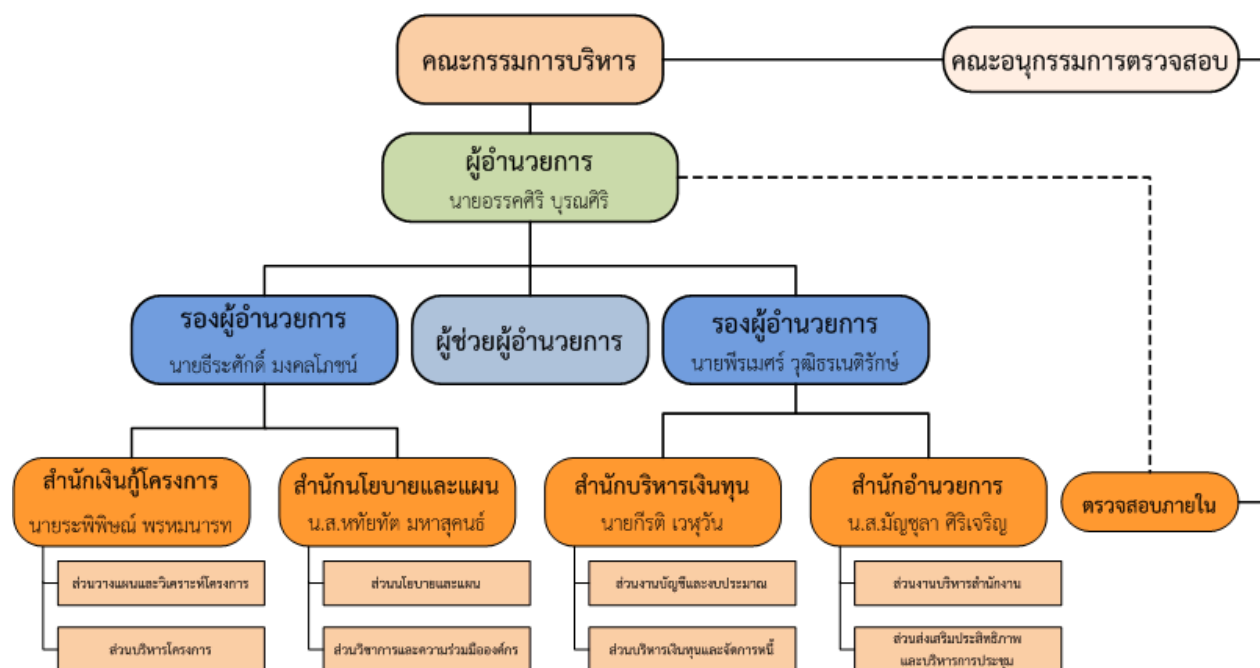 คณะกรรมการบริหาร
คณะอนุกรรมการตรวจสอบ
ผู้อำนวยการ
นายอรรคศิริ บุรณศิริ
รองผู้อำนวยการ
นายธีระศักดิ์ มงคลโภชน์
ผู้ช่วยผู้อำนวยการ
รองผู้อำนวยการ
นายพีรเมศร์ วุฒิธรเนติรักษ์
สำนักเงินกู้โครงการ
นายระพิพิษณ์ พรหมนารท
สำนักนโยบายและแผน
น.ส.หทัยทัต มหาสุคนธ์
สำนักบริหารเงินทุน
นายกีรติ เวฬุวัน
สำนักอำนวยการ
น.ส.มัญชุลา ศิริเจริญ
ตรวจสอบภายใน
ส่วนวางแผนและวิเคราะห์โครงการ
ส่วนนโยบายและแผน
ส่วนงานบัญชีและงบประมาณ
ส่วนงานบริหารสำนักงาน
ส่วนบริหารโครงการ
ส่วนวิชาการและความร่วมมือองค์กร
ส่วนบริหารเงินทุนและจัดการหนี้
ส่วนส่งเสริมประสิทธิภาพ
และบริหารการประชุม